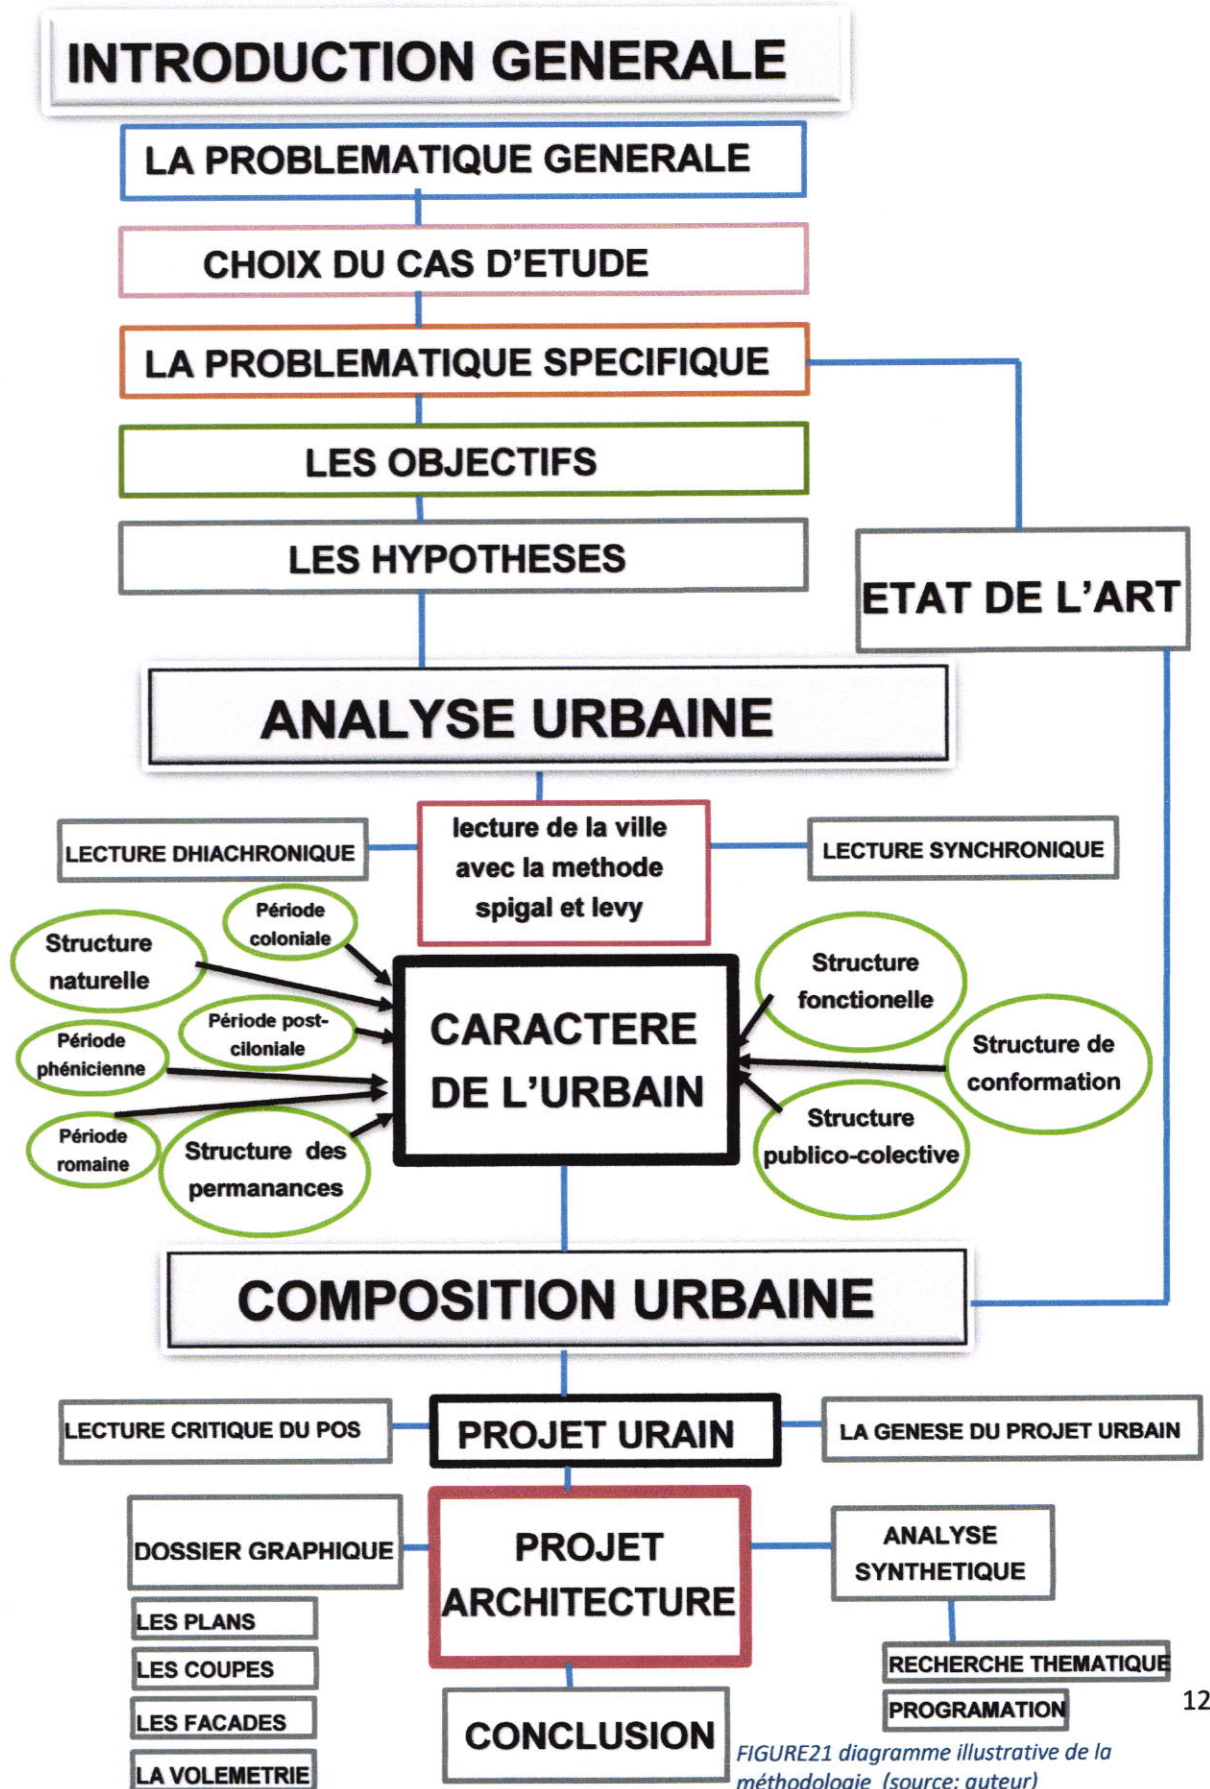 INTRODUCTION GENERALE
LA PROBLEMATIQUE GENERALE
CHOIX DU CAS D'ETUDE
LA PROBLEMATIQUE SPECIFIQUE
LES OBJECTIFS
LES HYPOTHESES
ETAT DE L'ART
ANALYSE URBAINE
LECTURE DHIACHRONIQUE
lecture de la ville
avec la methode
spigal et levy
LECTURE SYNCHRONIQUE
Période
coloniale
Structure
naturelle
Période post-
ciloniale
Période
phénicienne
Période
romaine
Structure des
permanances
CARACTERE
DE L'URBAIN
Structure
fonctionelle
Structure de
conformation
Structure
publico-colective
COMPOSITION URBAINE
LECTURE CRITIQUE DU POS
PROJET URAIN
LA GENESE DU PROJET URBAIN
DOSSIER GRAPHIQUE
PROJET
ARCHITECTURE
ANALYSE
SYNTHETIQUE
LES PLANS
LES COUPES
LES FACADES
LA VOLEMETRIE
RECHERCHE THEMATIQUE
PROGRAMATION
CONCLUSION
12
FIGURE21 diagramme illustrative de la
méthodologie (source: auteur)